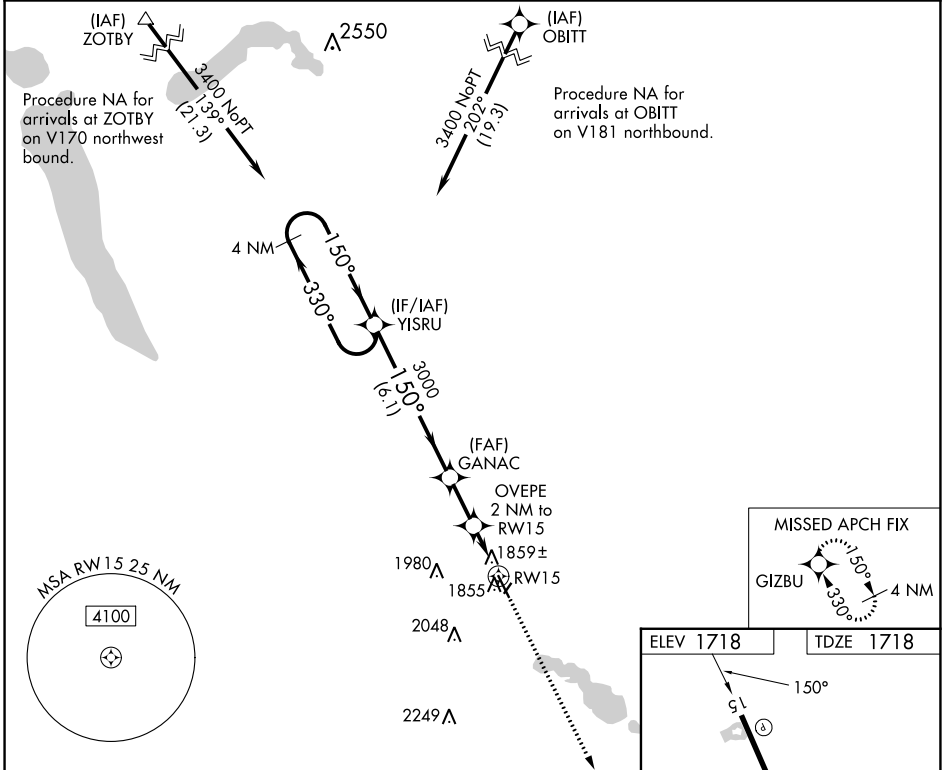 (IAF)
ZOTBY
2550
(IAF)
OBITT
Procedure NA for
arrivals at ZOTBY
on V170 northwest
bound.
3400 NoPT
139°
(21.3)
3400 NoPT
202°
(19.3)
Procedure NA for
arrivals at OBITT
on V181 northbound.
4 NM
150°
330°
(IF/IAF)
YISRU
3000
150°
(6.1)
(FAF)
GANAC
OVEPE
2 NM to
RW15
1859±
1980
1855
RW15
2048
2249
MSA RW15 25 NM
4100
MISSED APCH FIX
GIZBU
150°
330°
4 NM
ELEV 1718
TDZE 1718
150°
15
P